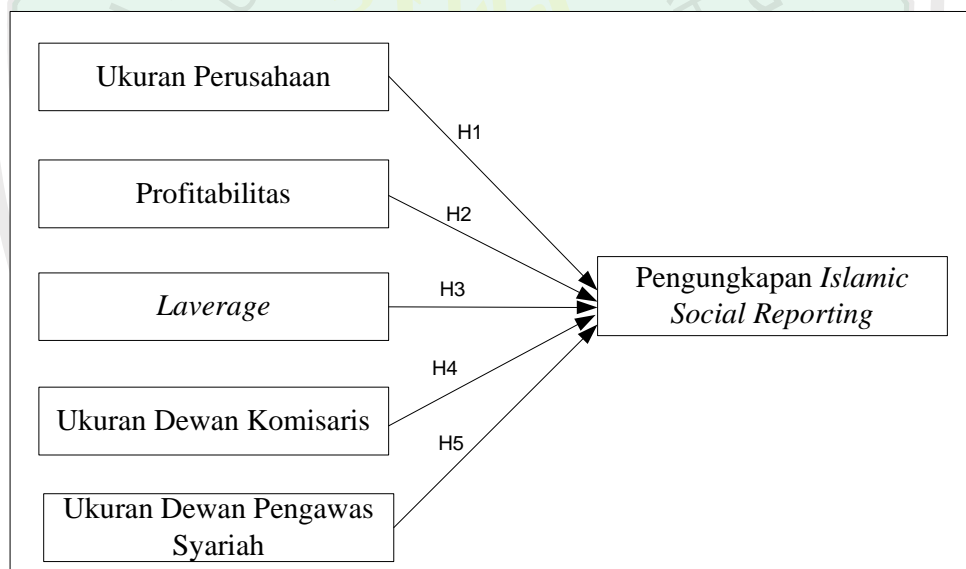 Ukuran Perusahaan
H1
Profitabilitas
H2
Laverage
H3
Pengungkapan Islamic
Social Reporting
Ukuran Dewan Komisaris
H4
Ukuran Dewan Pengawas
Syariah
H5